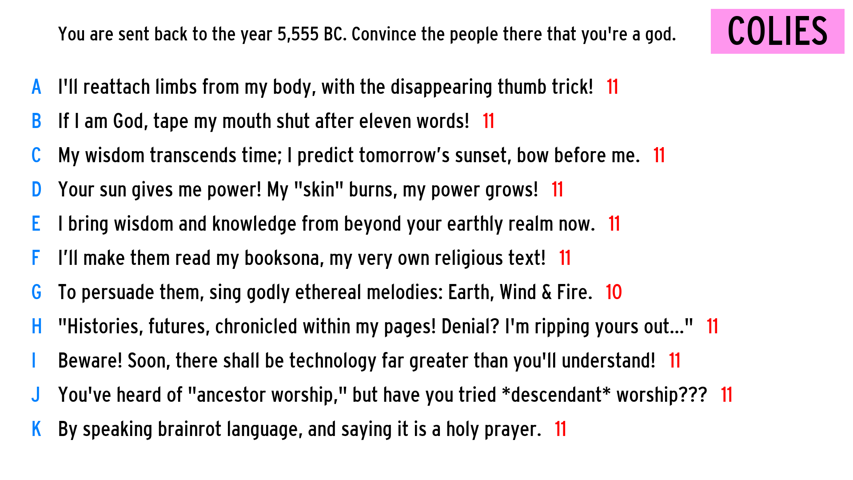 You are sent back to the year 5,555 BC. Convince the people there that you're a god.
COLIES
A I'll reattach limbs from my body, with the disappearing thumb trick! 11
B If I am God, tape my mouth shut after eleven words! 11
C My wisdom transcends time; I predict tomorrow’s sunset, bow before me. 11
D Your sun gives me power! My "skin" burns, my power grows! 11
E I bring wisdom and knowledge from beyond your earthly realm now. 11
F I’ll make them read my booksona, my very own religious text! 11
G To persuade them, sing godly ethereal melodies: Earth, Wind & Fire. 10
H "Histories, futures, chronicled within my pages! Denial? I'm ripping yours out..." 11
I Beware! Soon, there shall be technology far greater than you'll understand! 11
J You've heard of "ancestor worship," but have you tried *descendant* worship??? 11
K By speaking brainrot language, and saying it is a holy prayer. 11